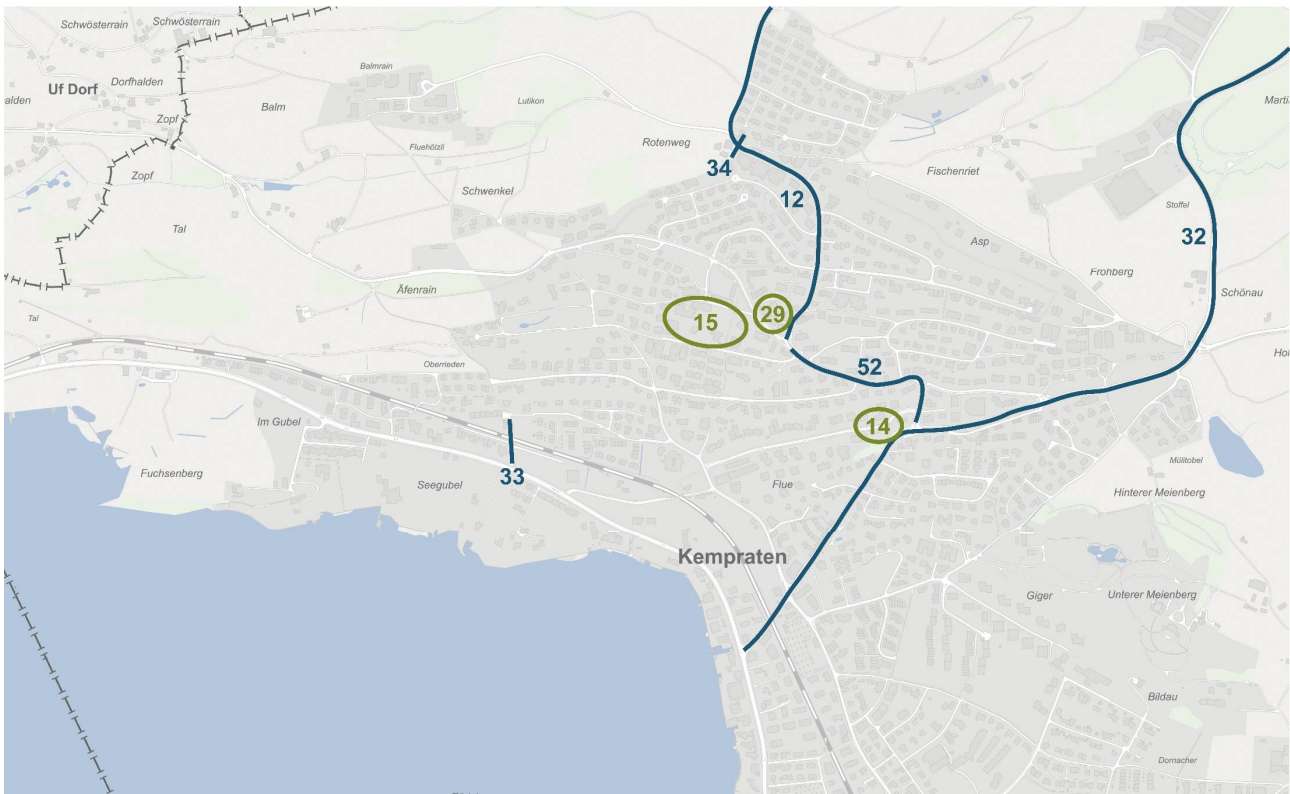 Schwösterrain
Schwösterrain
Balmrain
Dorfhalden
halden
Uf Dorf
Balm
Lutikon
Martin
Zopf
Rotenweg
Fluehölzli
34
Fischenriet
Zopf
Schwenkel
12
Stoffel
Tal
32
Asp
Frohberg
Äfenrain
Schönau
Tal
15
29
Oberrieden
52
Im Gubel
14
Fuchsenberg
33
Seegubel
Flue
Mülitobel
Hinterer Meienberg
Kempraten
Giger
Unterer Meienberg
Bildau
Dornacher